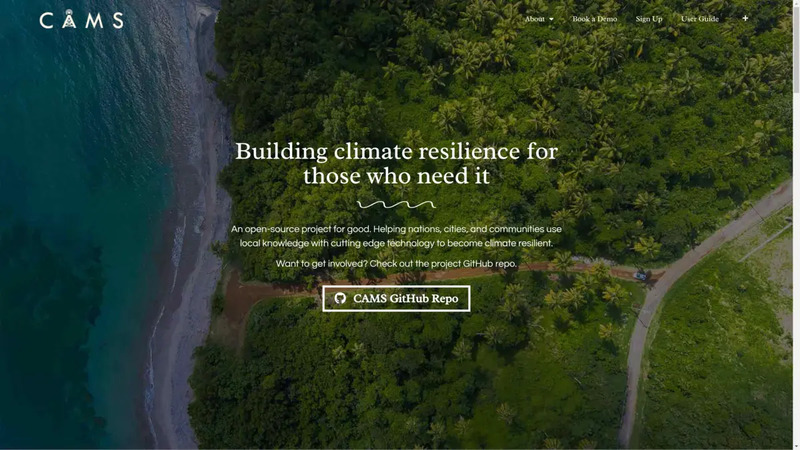 CAMS
About
Book a Demo
Sign Up
User Guide
+
Building climate resilience for
those who need it
An open-source project for good. Helping nations, cities, and communities use
local knowledge with cutting edge technology to become climate resilient.
Want to get involved? Check out the project GitHub repo.
CAMS GitHub Repo